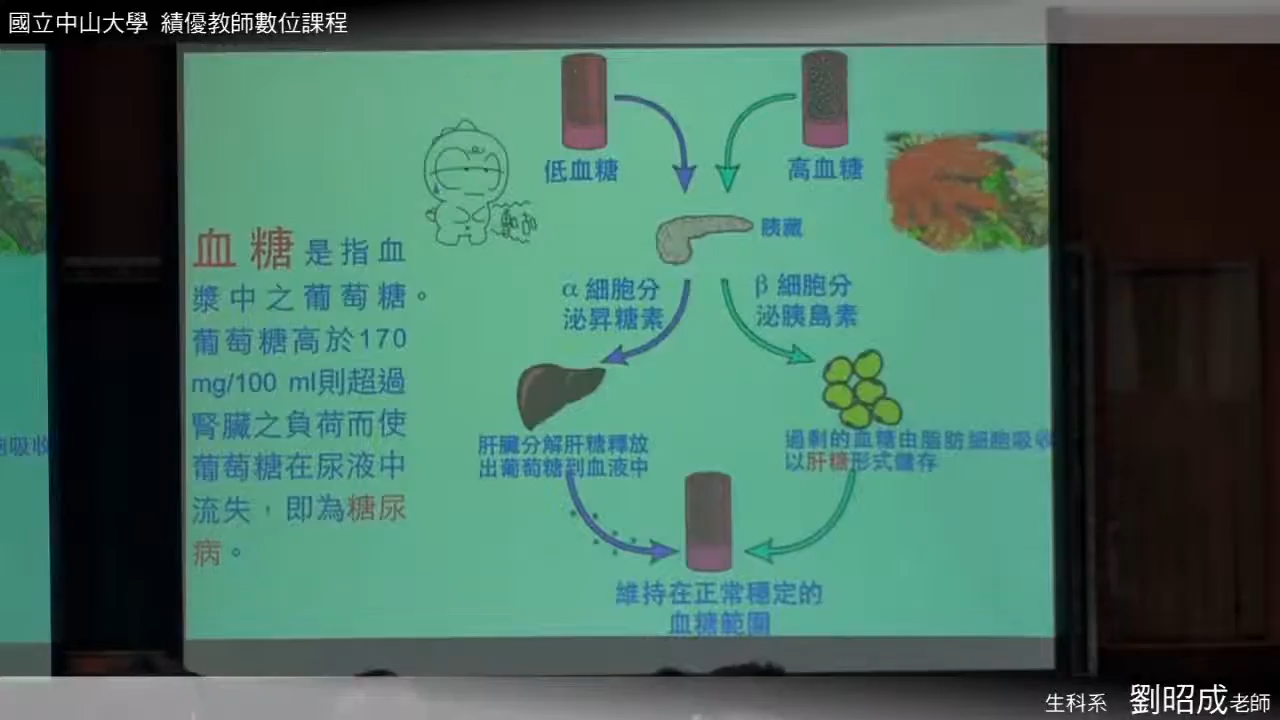 國立中山大學 績優教師數位課程
低血糖
高血糖
胰臟
血糖是指血
漿中之葡萄糖。
葡萄糖高於170
mg/100 ml則超過
腎臟之負荷而使
葡萄糖在尿液中
流失，即為糖尿
病。
α細胞分
泌昇糖素
β細胞分
泌胰島素
肝臟分解肝糖釋放
出葡萄糖到血液中
過剩的血糖由脂肪細胞吸收
以肝糖形式儲存
維持在正常穩定的
血糖範圍
胞吸收
生科系 劉昭成老師